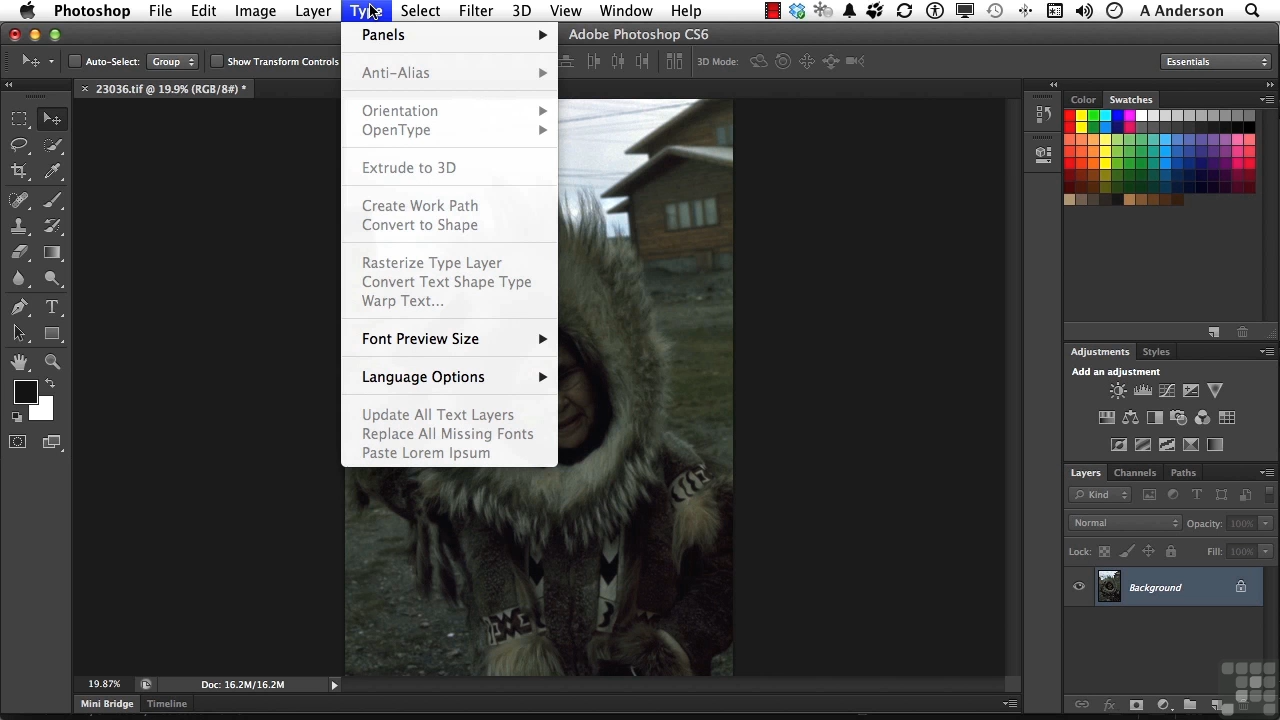 Photoshop File Edit Image Layer Type Select Filter 3D View Window Help A Anderson
Adobe Photoshop CS6
Auto-Select: Group Show Transform Controls 3D Mode: Essentials
× 23036.tif @ 19.9% (RGB/8#) *
Panels
Anti-Alias
Orientation
OpenType
Extrude to 3D
Create Work Path
Convert to Shape
Rasterize Type Layer
Convert Text Shape Type
Warp Text...
Font Preview Size
Language Options
Update All Text Layers
Replace All Missing Fonts
Paste Lorem Ipsum
Color Swatches
Adjustments Styles
Add an adjustment
Layers Channels Paths
Kind
Normal Opacity: 100%
Lock: Fill: 100%
Background
19.87% Doc: 16.2M/16.2M
Mini Bridge Timeline